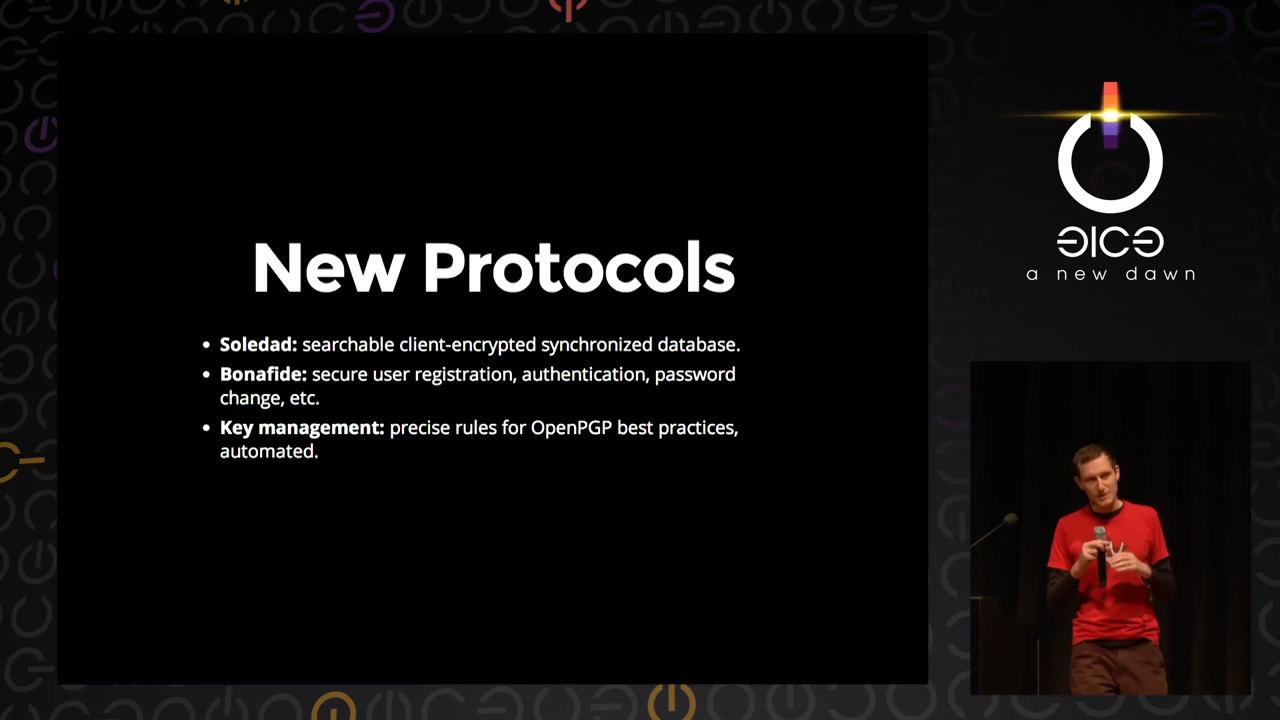 New Protocols
• Soledad: searchable client-encrypted synchronized database.
• Bonafide: secure user registration, authentication, password
change, etc.
• Key management: precise rules for OpenPGP best practices,
automated.
31C3
a new dawn